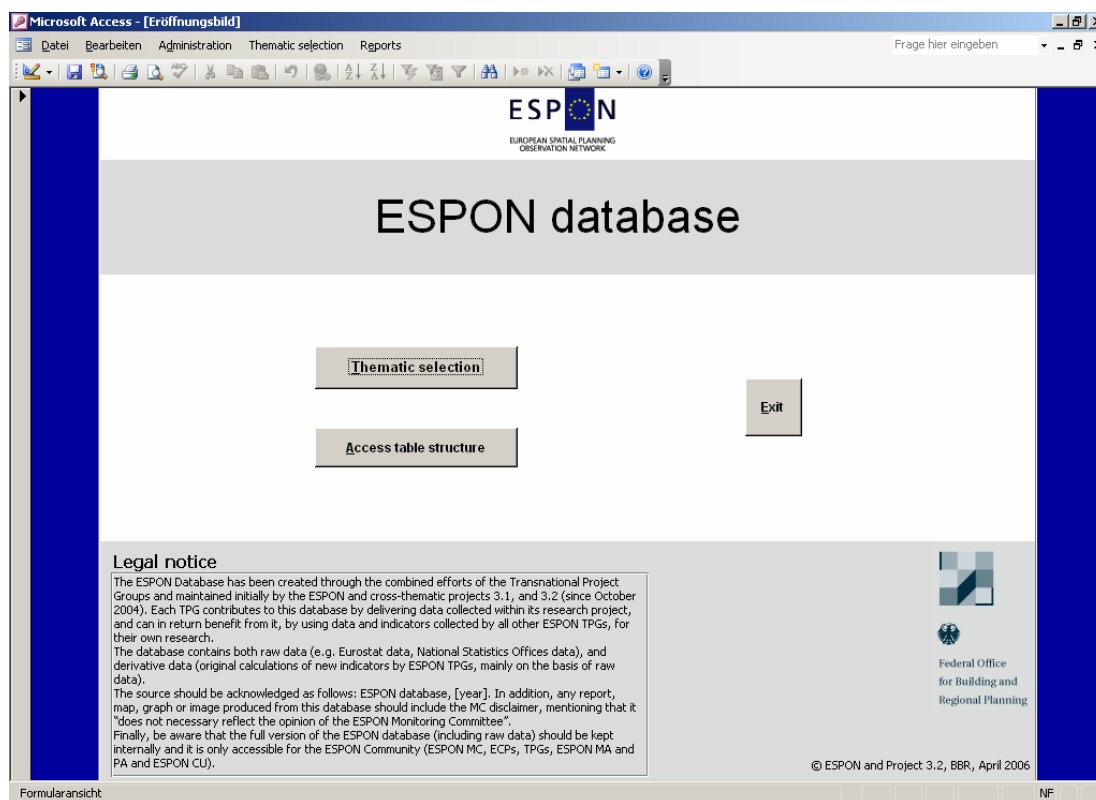 Microsoft Access - [Eröffnungsbild]
Datei Bearbeiten Administration Thematic selection Reports Frage hier eingeben
ESPON
EUROPEAN SPATIAL PLANNING
OBSERVATION NETWORK
ESPON database
Thematic selection
Exit
Access table structure
Legal notice
The ESPON Database has been created through the combined efforts of the Transnational Project
Groups and maintained initially by the ESPON and cross-thematic projects 3.1, and 3.2 (since October
2004). Each TPG contributes to this database by delivering data collected within its research project,
and can in return benefit from it, by using data and indicators collected by all other ESPON TPGs, for
their own research.
The database contains both raw data (e.g. Eurostat data, National Statistics Offices data), and
derivative data (original calculations of new indicators by ESPON TPGs, mainly on the basis of raw
data).
The source should be acknowledged as follows: ESPON database, [year]. In addition, any report,
map, graph or image produced from this database should include the MC disclaimer, mentioning that it
"does not necessary reflect the opinion of the ESPON Monitoring Committee".
Finally, be aware that the full version of the ESPON database (including raw data) should be kept
internally and it is only accessible for the ESPON Community (ESPON MC, ECPs, TPGs, ESPON MA and
PA and ESPON CU).
Federal Office
for Building and
Regional Planning
© ESPON and Project 3.2, BBR, April 2006
Formularansicht NF